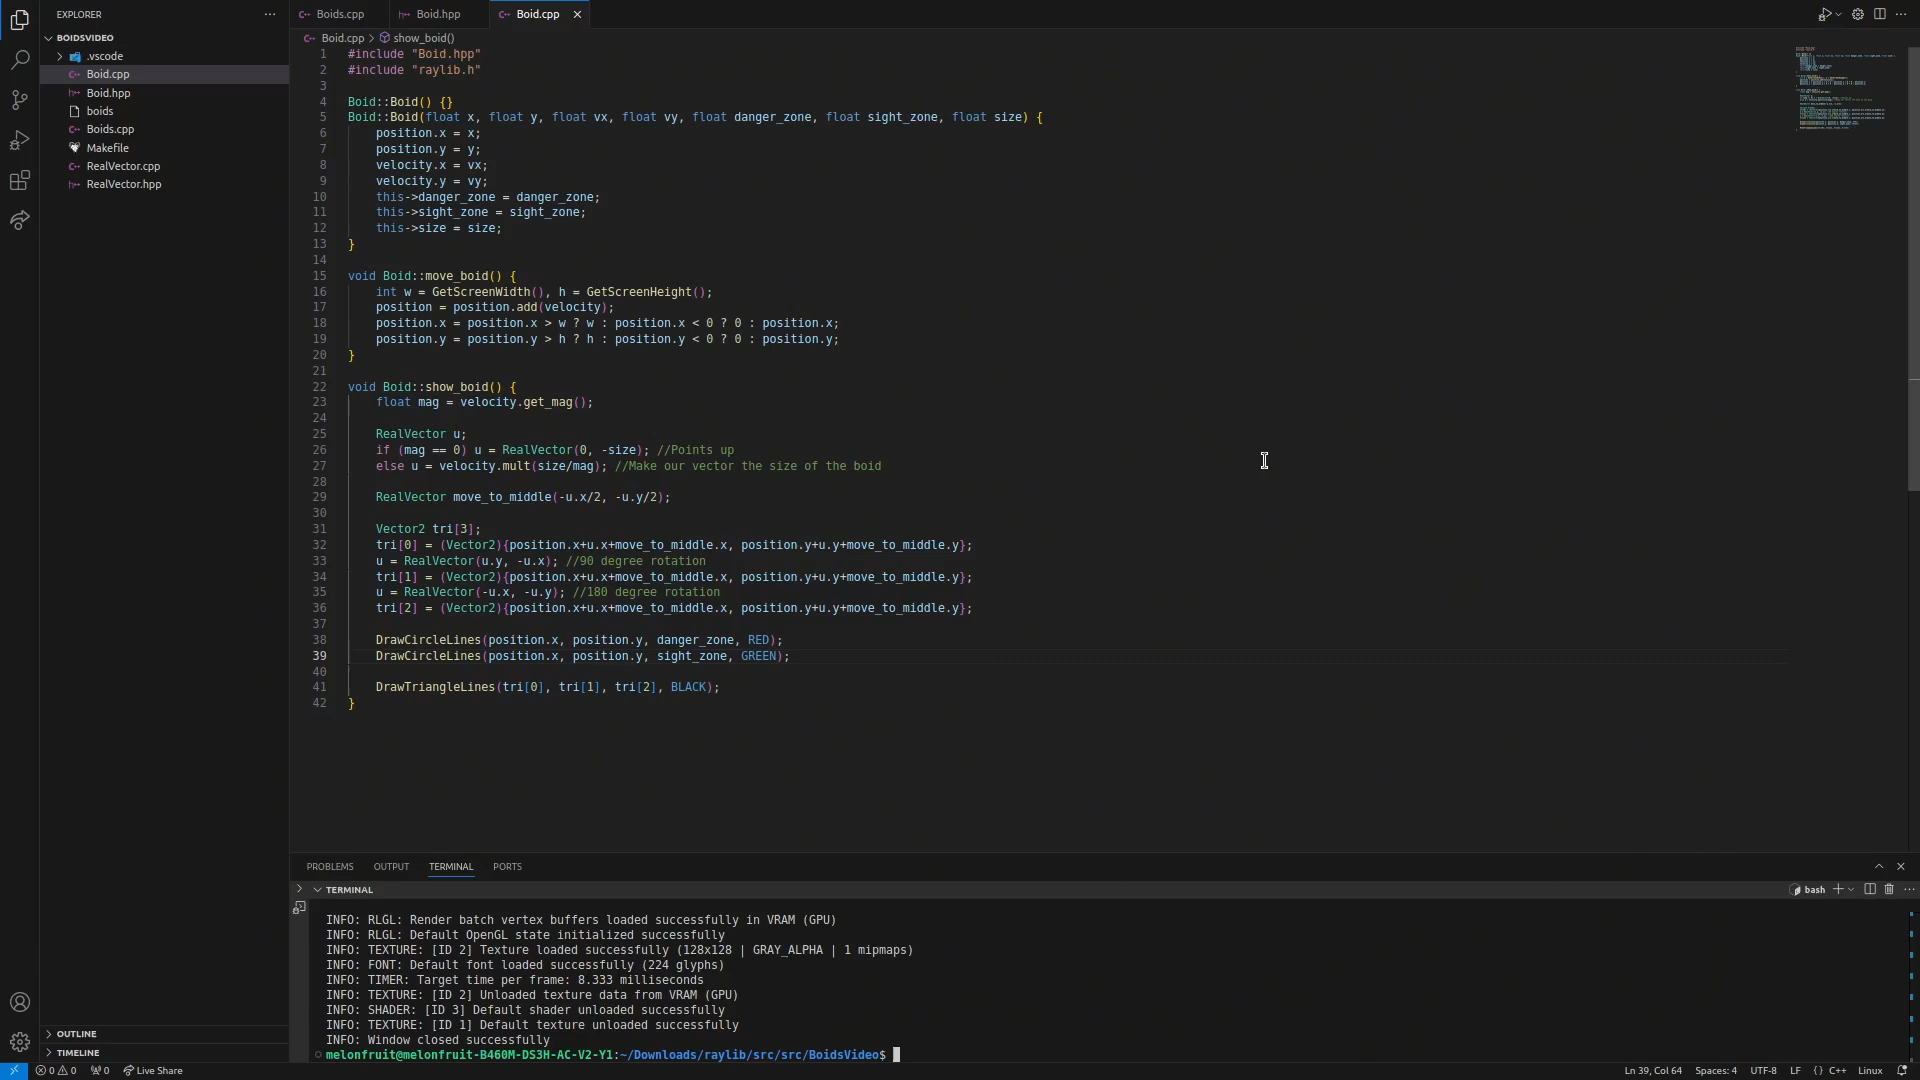 EXPLORER
BOIDSVIDEO
.vscode
Boid.cpp
Boid.hpp
boids
Boids.cpp
Makefile
RealVector.cpp
RealVector.hpp
OUTLINE
TIMELINE
Boids.cpp
Boid.hpp
Boid.cpp
Boid.cpp > show_boid()
1 #include "Boid.hpp"
2 #include "raylib.h"
3
4 Boid::Boid() {}
5 Boid::Boid(float x, float y, float vx, float vy, float danger_zone, float sight_zone, float size) {
6 position.x = x;
7 position.y = y;
8 velocity.x = vx;
9 velocity.y = vy;
10 this->danger_zone = danger_zone;
11 this->sight_zone = sight_zone;
12 this->size = size;
13 }
14
15 void Boid::move_boid() {
16 int w = GetScreenWidth(), h = GetScreenHeight();
17 position = position.add(velocity);
18 position.x = position.x > w ? w : position.x < 0 ? 0 : position.x;
19 position.y = position.y > h ? h : position.y < 0 ? 0 : position.y;
20 }
21
22 void Boid::show_boid() {
23 float mag = velocity.get_mag();
24
25 RealVector u;
26 if (mag == 0) u = RealVector(0, -size); //Points up
27 else u = velocity.mult(size/mag); //Make our vector the size of the boid
28
29 RealVector move_to_middle(-u.x/2, -u.y/2);
30
31 Vector2 tri[3];
32 tri[0] = (Vector2){position.x+u.x+move_to_middle.x, position.y+u.y+move_to_middle.y};
33 u = RealVector(u.y, -u.x); //90 degree rotation
34 tri[1] = (Vector2){position.x+u.x+move_to_middle.x, position.y+u.y+move_to_middle.y};
35 u = RealVector(-u.x, -u.y); //180 degree rotation
36 tri[2] = (Vector2){position.x+u.x+move_to_middle.x, position.y+u.y+move_to_middle.y};
37
38 DrawCircleLines(position.x, position.y, danger_zone, RED);
39 DrawCircleLines(position.x, position.y, sight_zone, GREEN);
40
41 DrawTriangleLines(tri[0], tri[1], tri[2], BLACK);
42 }
PROBLEMS OUTPUT TERMINAL PORTS
TERMINAL
bash
INFO: RLGL: Render batch vertex buffers loaded successfully in VRAM (GPU)
INFO: RLGL: Default OpenGL state initialized successfully
INFO: TEXTURE: [ID 2] Texture loaded successfully (128x128 | GRAY_ALPHA | 1 mipmaps)
INFO: FONT: Default font loaded successfully (224 glyphs)
INFO: TIMER: Target time per frame: 8.333 milliseconds
INFO: TEXTURE: [ID 2] Unloaded texture data from VRAM (GPU)
INFO: SHADER: [ID 3] Default shader unloaded successfully
INFO: TEXTURE: [ID 1] Default texture unloaded successfully
INFO: Window closed successfully
melonfruit@melonfruit-B460M-DS3H-AC-V2-Y1:~/Downloads/raylib/src/src/BoidsVideo$
0 0 0 Live Share
Ln 39, Col 64 Spaces: 4 UTF-8 LF {} C++ Linux